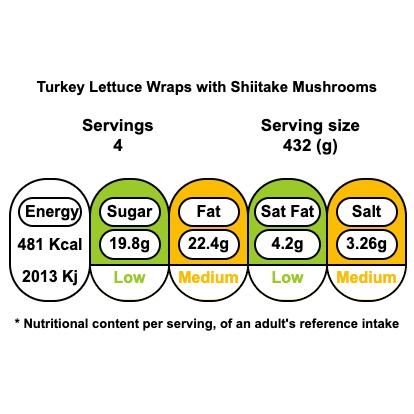 Turkey Lettuce Wraps with Shiitake Mushrooms
Servings
4
Serving size
432 (g)
Energy
481 Kcal
2013 Kj
Sugar
19.8g
Low
Fat
22.4g
Medium
Sat Fat
4.2g
Low
Salt
3.26g
Medium
* Nutritional content per serving, of an adult's reference intake